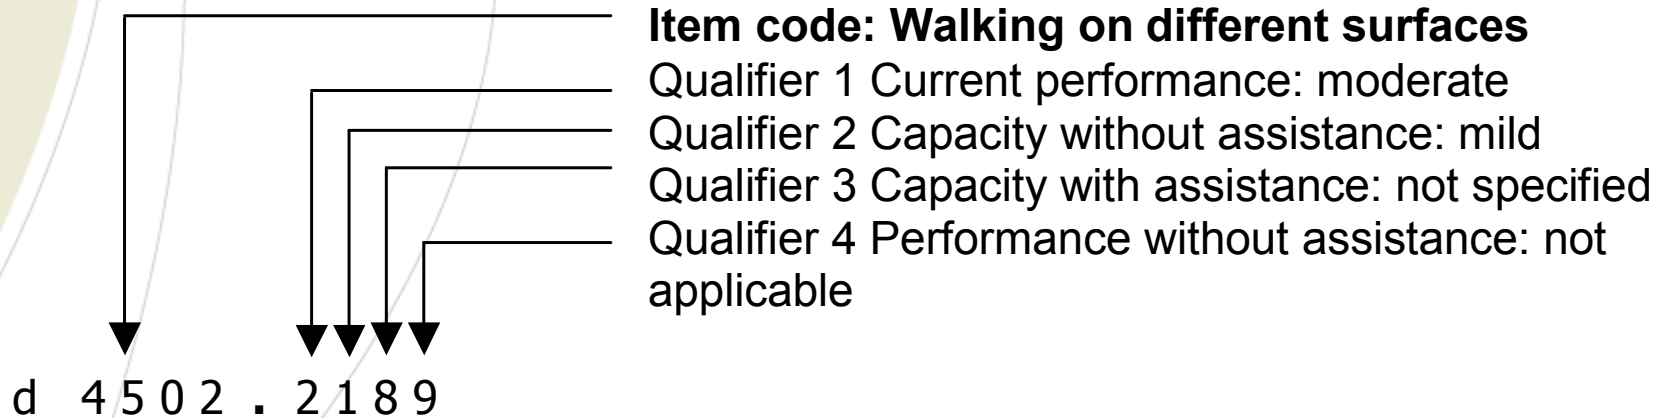 Item code: Walking on different surfaces
Qualifier 1 Current performance: moderate
Qualifier 2 Capacity without assistance: mild
Qualifier 3 Capacity with assistance: not specified
Qualifier 4 Performance without assistance: not
applicable
d 4502.2189